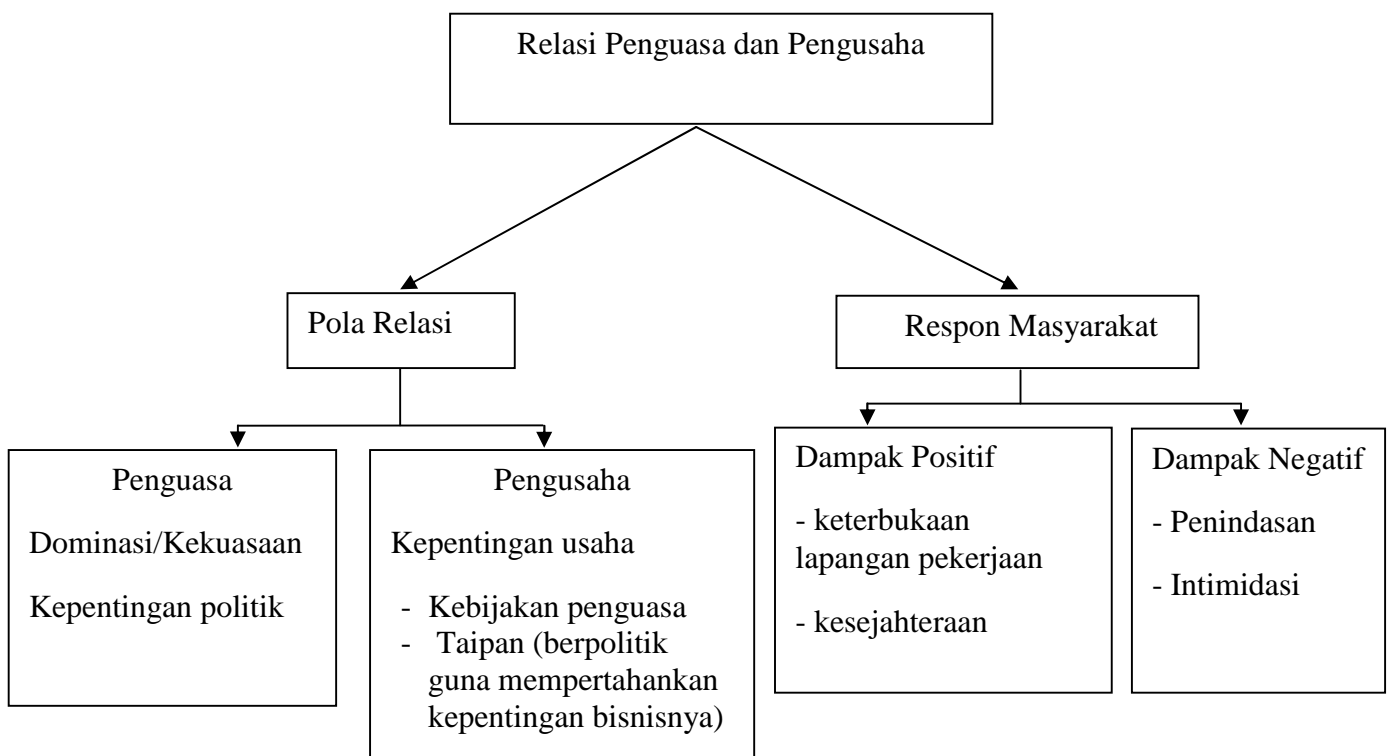 Relasi Penguasa dan Pengusaha
Pola Relasi
Respon Masyarakat
Penguasa
Dominasi/Kekuasaan
Kepentingan politik
Pengusaha
Kepentingan usaha
- Kebijakan penguasa
- Taipan (berpolitik
guna mempertahankan
kepentingan bisnisnya)
Dampak Positif
- keterbukaan
lapangan pekerjaan
- kesejahteraan
Dampak Negatif
- Penindasan
- Intimidasi